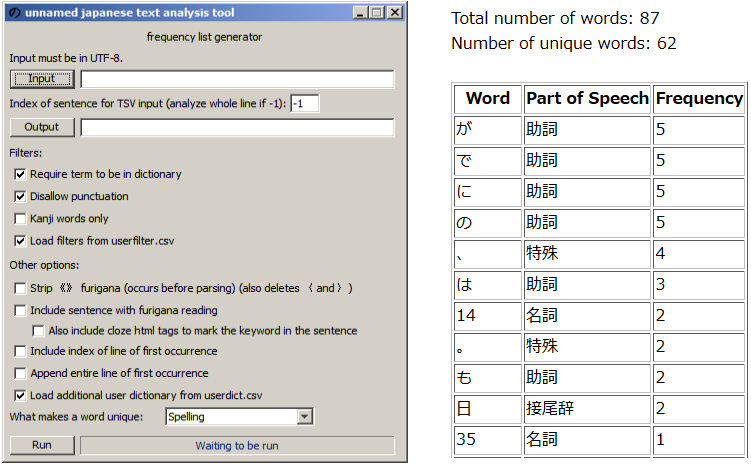 の unnamed japanese text analysis tool
frequency list generator
Input must be in UTF-8.
Input
Index of sentence for TSV input (analyze whole line if -1): -1
Output
Filters:
Require term to be in dictionary
Disallow punctuation
Kanji words only
Load filters from userfilter.csv
Other options:
Strip 《》 furigana (occurs before parsing) (also deletes 〈 and 〉)
Include sentence with furigana reading
Also include cloze html tags to mark the keyword in the sentence
Include index of line of first occurrence
Append entire line of first occurrence
Load additional user dictionary from userdict.csv
What makes a word unique: Spelling
Run Waiting to be run
Total number of words: 87
Number of unique words: 62
Word Part of Speech Frequency
が 助詞 5
で 助詞 5
に 助詞 5
の 助詞 5
、 特殊 4
は 助詞 3
14 名詞 2
。 特殊 2
も 助詞 2
日 接尾辞 2
35 名詞 1